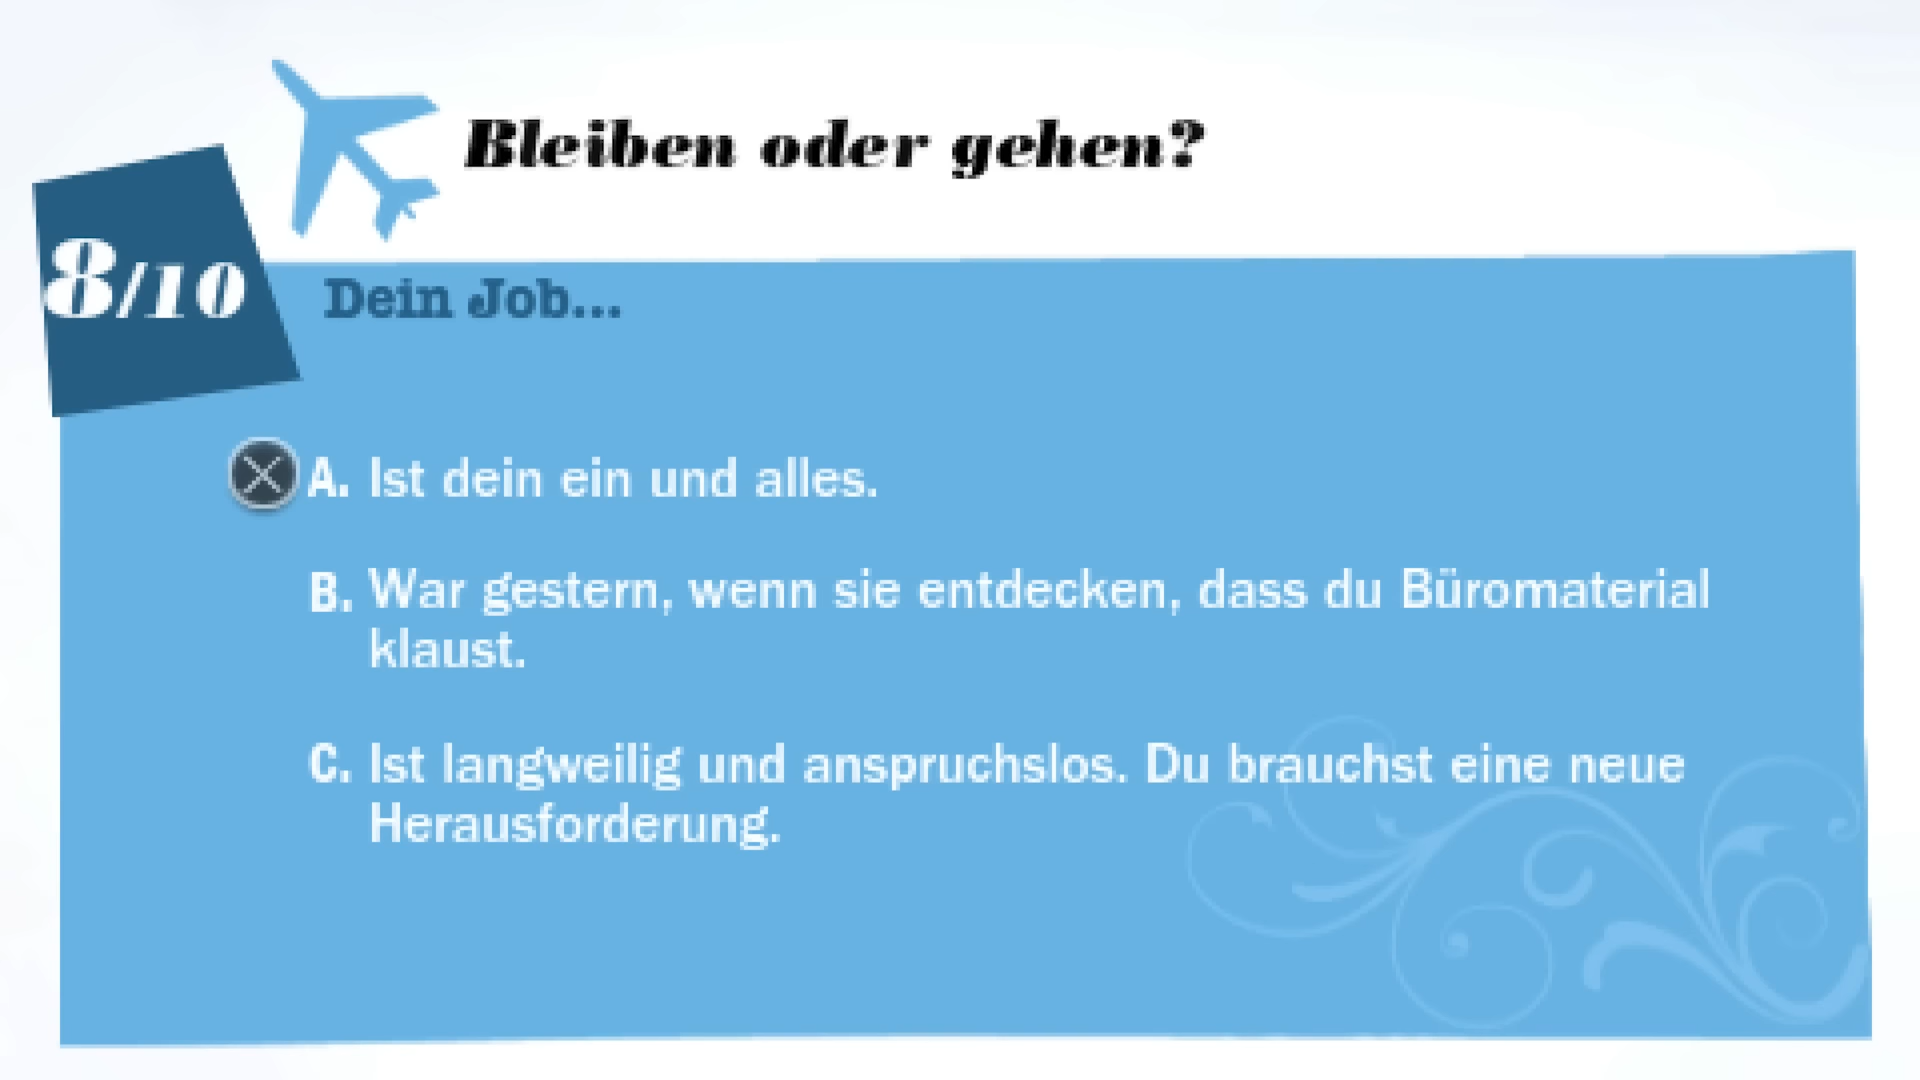 Bleiben oder gehen?
8/10
Dein Job...
A. Ist dein ein und alles.
B. War gestern, wenn sie entdecken, dass du Büromaterial
klaust.
C. Ist langweilig und anspruchslos. Du brauchst eine neue
Herausforderung.